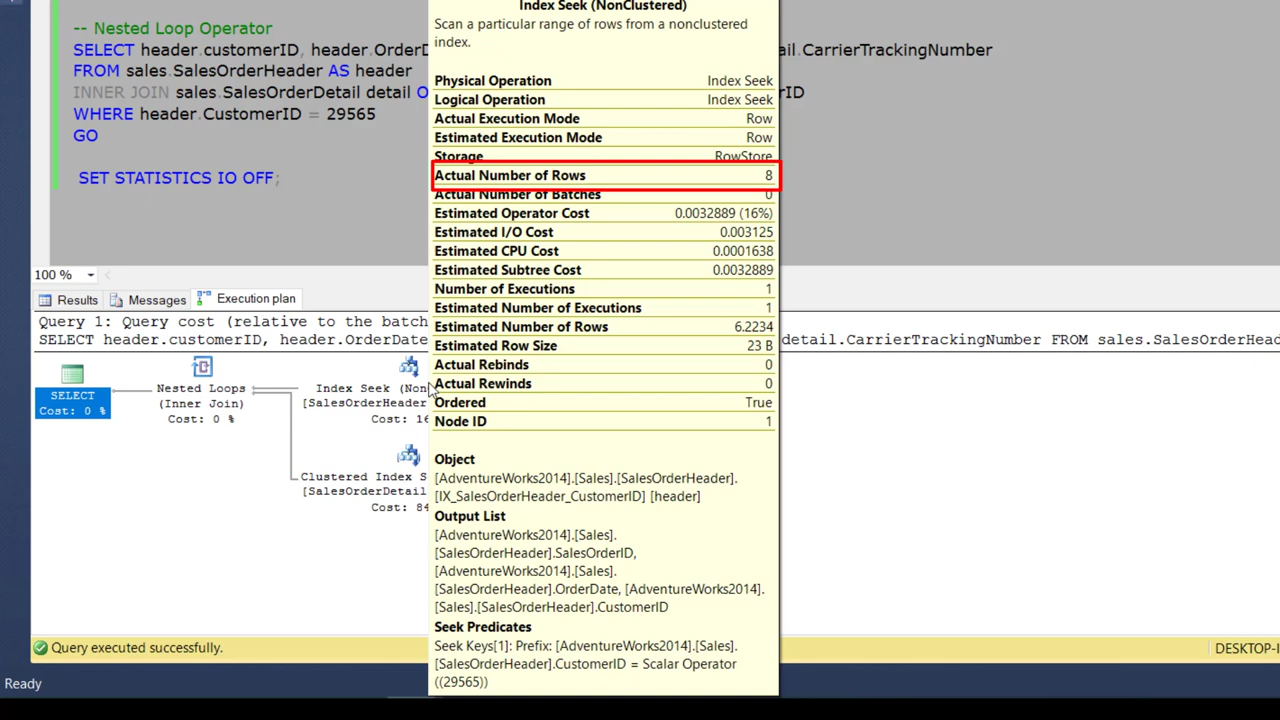 -- Nested Loop Operator
SELECT header.customerID, header.OrderD
FROM sales.SalesOrderHeader AS header
INNER JOIN sales.SalesOrderDetail detail O
WHERE header.CustomerID = 29565
GO
SET STATISTICS IO OFF;
ail.CarrierTrackingNumber
rID
Index Seek (NonClustered)
Scan a particular range of rows from a nonclustered
index.
Physical Operation Index Seek
Logical Operation Index Seek
Actual Execution Mode Row
Estimated Execution Mode Row
Storage RowStore
Actual Number of Rows 8
Actual Number of Batches 0
Estimated Operator Cost 0.0032889 (16%)
Estimated I/O Cost 0.003125
Estimated CPU Cost 0.0001638
Estimated Subtree Cost 0.0032889
Number of Executions 1
Estimated Number of Executions 1
Estimated Number of Rows 6.2234
Estimated Row Size 23 B
Actual Rebinds 0
Actual Rewinds 0
Ordered True
Node ID 1
Object
[AdventureWorks2014].[Sales].[SalesOrderHeader].
[IX_SalesOrderHeader_CustomerID] [header]
Output List
[AdventureWorks2014].[Sales].
[SalesOrderHeader].SalesOrderID,
[AdventureWorks2014].[Sales].
[SalesOrderHeader].OrderDate, [AdventureWorks2014].
[Sales].[SalesOrderHeader].CustomerID
Seek Predicates
Seek Keys[1]: Prefix: [AdventureWorks2014].[Sales].
[SalesOrderHeader].CustomerID = Scalar Operator
((29565))
100 %
Results Messages Execution plan
Query 1: Query cost (relative to the batch
SELECT header.customerID, header.OrderDate
detail.CarrierTrackingNumber FROM sales.SalesOr
SELECT
Cost: 0 %
Nested Loops
(Inner Join)
Cost: 0 %
Index Seek (Non
[SalesOrderHeader
Cost: 16
Clustered Index S
[SalesOrderDetail
Cost: 84
Query executed successfully.
DESKTOP-I
Ready